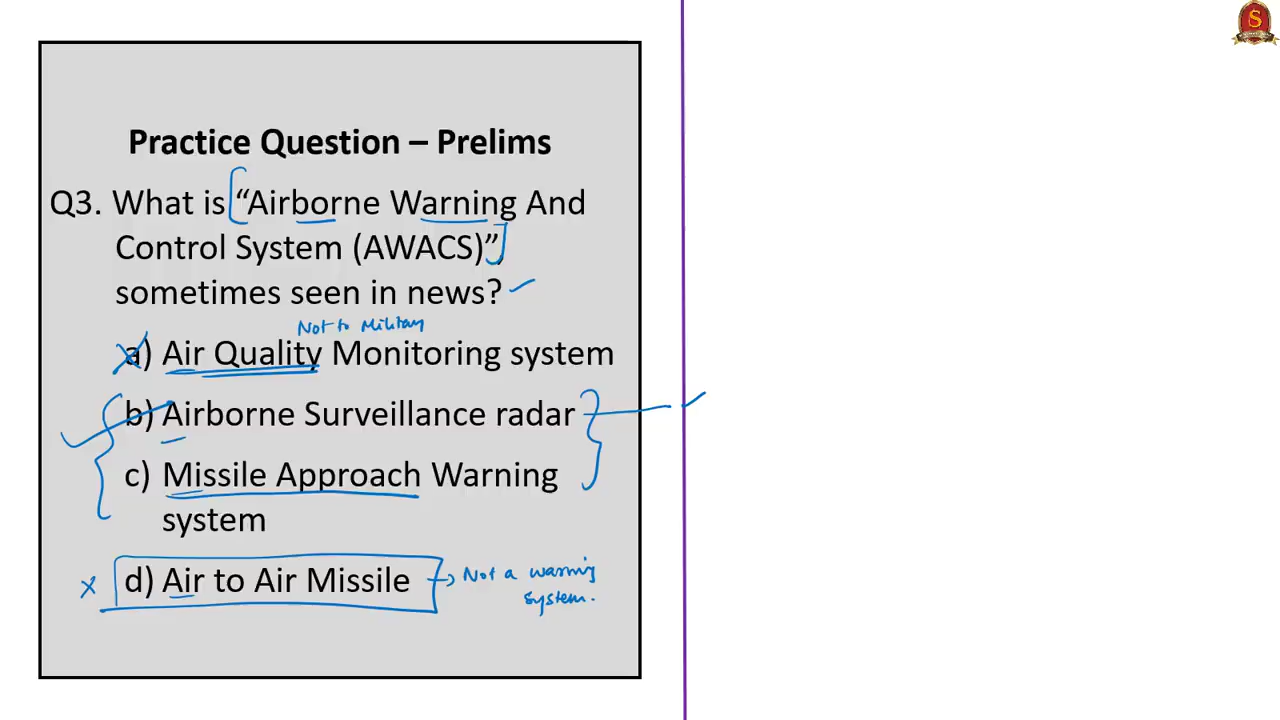 Practice Question – Prelims
Q3. What is “Airborne Warning And
Control System (AWACS)”,
sometimes seen in news?
Not to Military
a) Air Quality Monitoring system
b) Airborne Surveillance radar
c) Missile Approach Warning
system
d) Air to Air Missile → Not a warning
system.
S